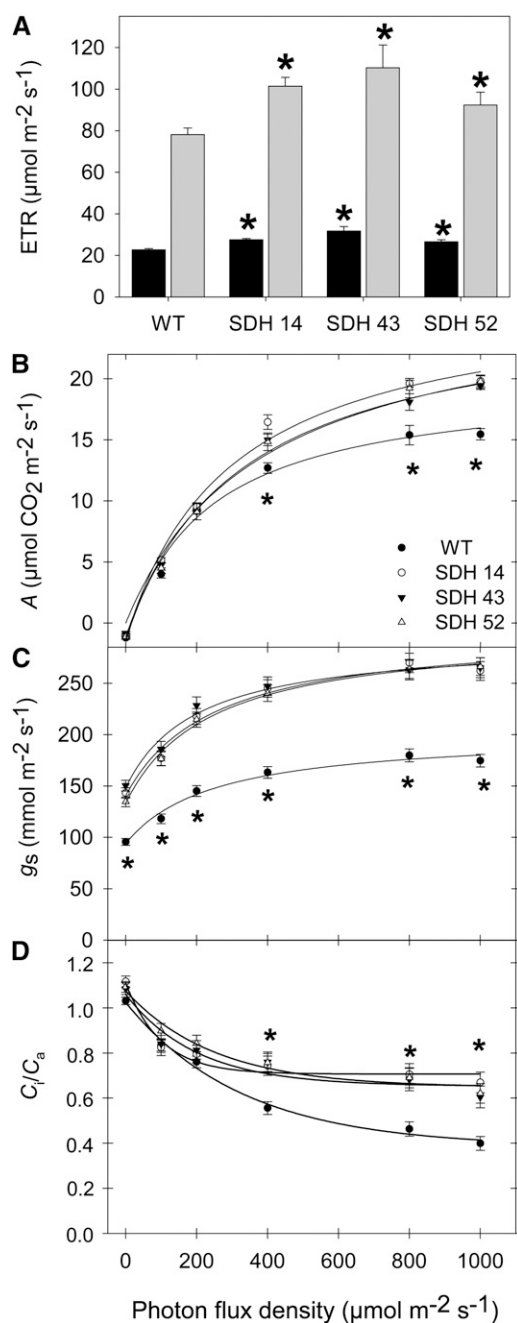 A
ETR (µmol m-2 s-1)
120
100
80
60
40
20
0
* * *
* * *
WT SDH 14 SDH 43 SDH 52
B
A (µmol CO2 m-2 s-1)
20
15
10
5
0
* * *
WT
SDH 14
SDH 43
SDH 52
C
gs (mmol m-2 s-1)
250
200
150
100
50
0
* * * * * *
D
Ci/Ca
1.2
1.0
0.8
0.6
0.4
0.2
0.0
* * *
0 200 400 600 800 1000
Photon flux density (µmol m-2 s-1)